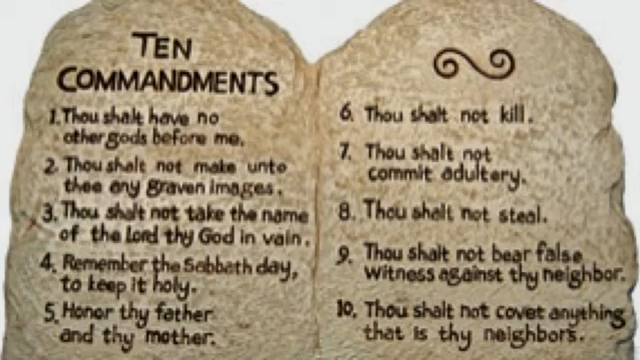 TEN
COMMANDMENTS
1. Thou shalt have no
other gods before me.
2. Thou shalt not make unto
thee any graven images.
3. Thou shalt not take the name
of the Lord thy God in vain.
4. Remember the Sabbath day,
to keep it holy.
5. Honor thy father
and thy mother.
6. Thou shalt not kill.
7. Thou shalt not
commit adultery.
8. Thou shalt not steal.
9. Thou shalt not bear false
witness against thy neighbor.
10. Thou shalt not covet anything
that is thy neighbors.